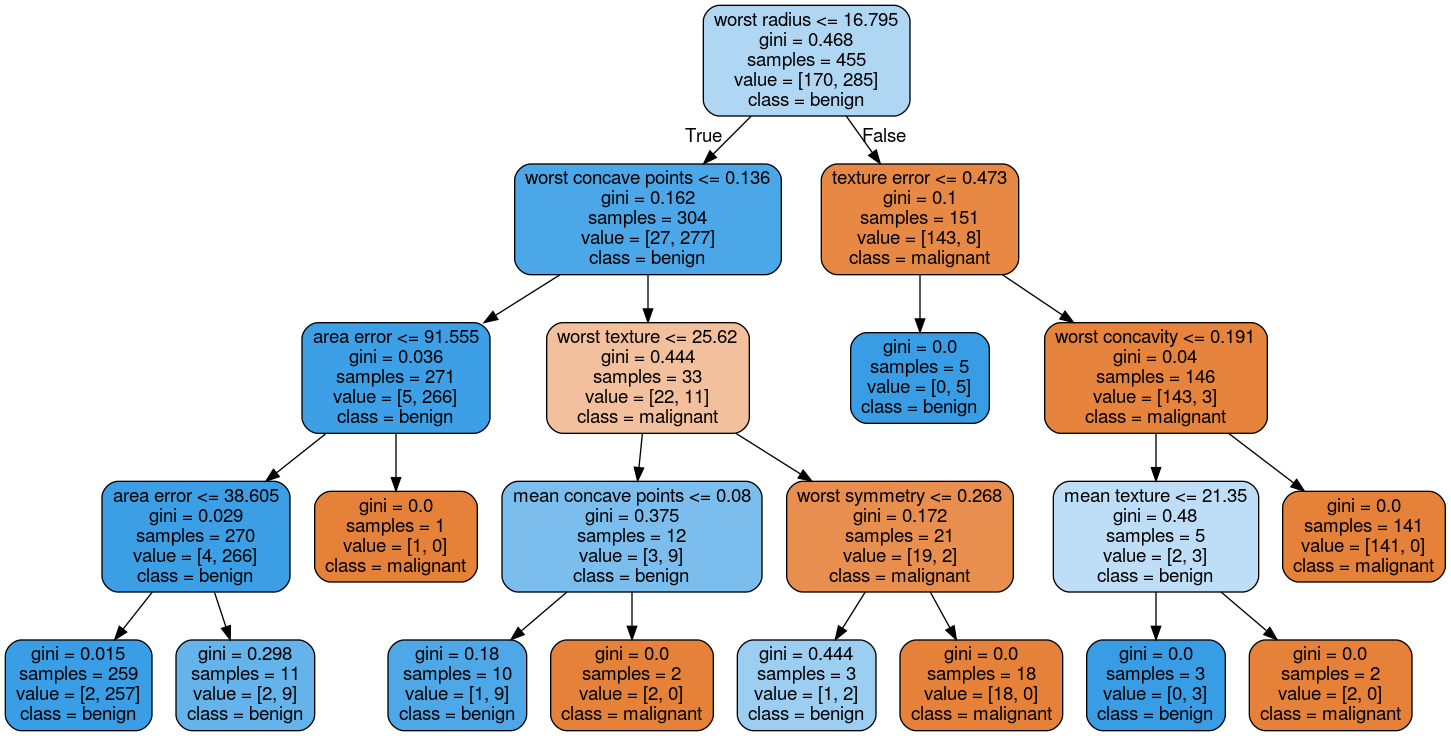 worst radius <= 16.795
gini = 0.468
samples = 455
value = [170, 285]
class = benign
True
False
worst concave points <= 0.136
gini = 0.162
samples = 304
value = [27, 277]
class = benign
texture error <= 0.473
gini = 0.1
samples = 151
value = [143, 8]
class = malignant
area error <= 91.555
gini = 0.036
samples = 271
value = [5, 266]
class = benign
worst texture <= 25.62
gini = 0.444
samples = 33
value = [22, 11]
class = malignant
gini = 0.0
samples = 5
value = [0, 5]
class = benign
worst concavity <= 0.191
gini = 0.04
samples = 146
value = [143, 3]
class = malignant
area error <= 38.605
gini = 0.029
samples = 270
value = [4, 266]
class = benign
gini = 0.0
samples = 1
value = [1, 0]
class = malignant
mean concave points <= 0.08
gini = 0.375
samples = 12
value = [3, 9]
class = benign
worst symmetry <= 0.268
gini = 0.172
samples = 21
value = [19, 2]
class = malignant
mean texture <= 21.35
gini = 0.48
samples = 5
value = [2, 3]
class = benign
gini = 0.0
samples = 141
value = [141, 0]
class = malignant
gini = 0.015
samples = 259
value = [2, 257]
class = benign
gini = 0.298
samples = 11
value = [2, 9]
class = benign
gini = 0.18
samples = 10
value = [1, 9]
class = benign
gini = 0.0
samples = 2
value = [2, 0]
class = malignant
gini = 0.444
samples = 3
value = [1, 2]
class = benign
gini = 0.0
samples = 18
value = [18, 0]
class = malignant
gini = 0.0
samples = 3
value = [0, 3]
class = benign
gini = 0.0
samples = 2
value = [2, 0]
class = malignant